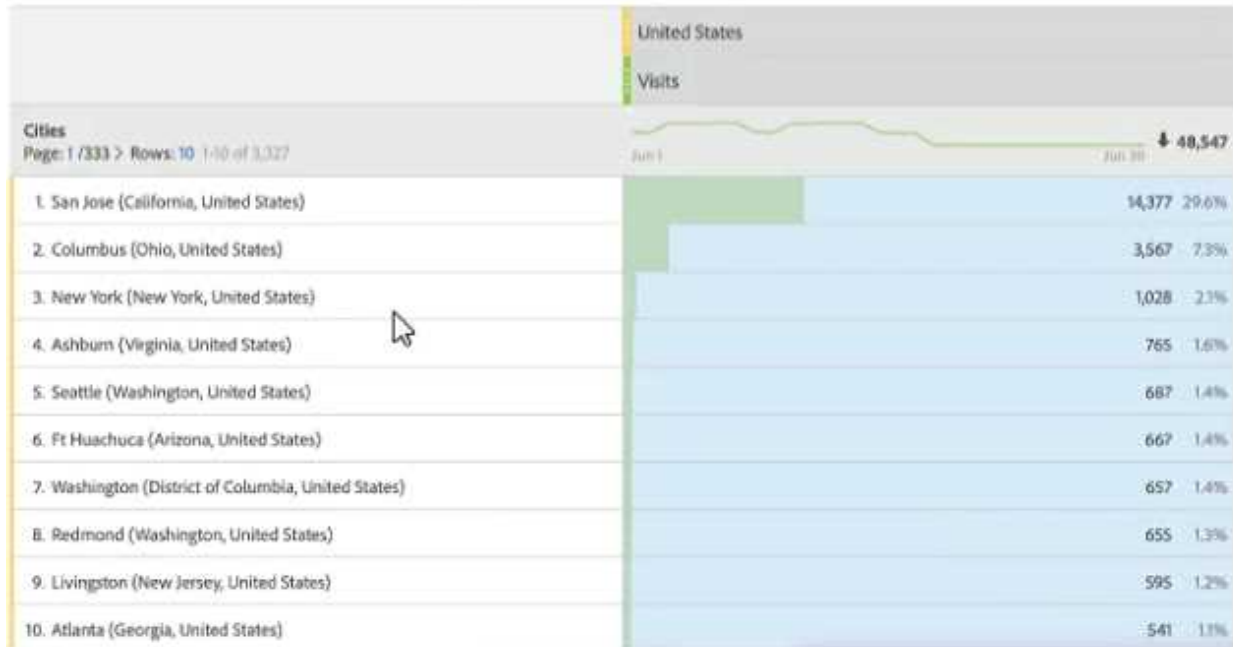 United States
Visits
Cities
Page: 1 /333 > Rows: 10 1-10 of 3,327
Jun 1
Jun 30
48,547
1. San Jose (California, United States) 14,377 29.6%
2. Columbus (Ohio, United States) 3,567 7.3%
3. New York (New York, United States) 1,028 2.1%
4. Ashburn (Virginia, United States) 765 1.6%
5. Seattle (Washington, United States) 687 1.4%
6. Ft Huachuca (Arizona, United States) 667 1.4%
7. Washington (District of Columbia, United States) 657 1.4%
8. Redmond (Washington, United States) 655 1.3%
9. Livingston (New Jersey, United States) 595 1.2%
10. Atlanta (Georgia, United States) 541 1.1%